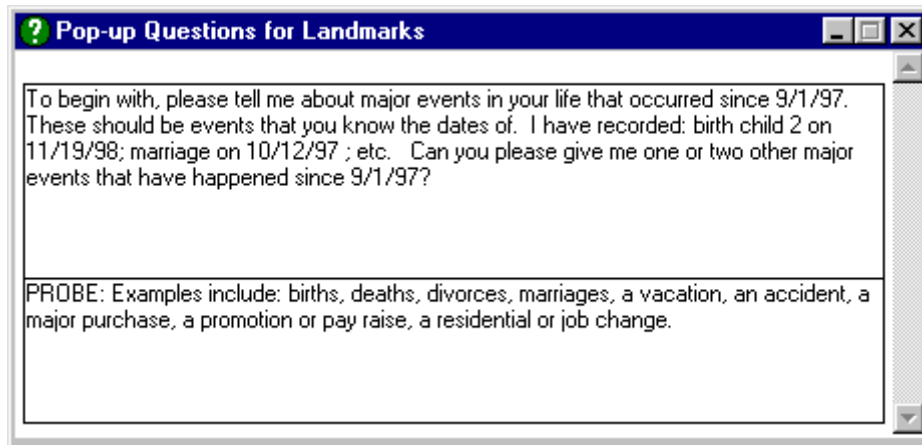 Pop-up Questions for Landmarks
To begin with, please tell me about major events in your life that occurred since 9/1/97.
These should be events that you know the dates of.  I have recorded: birth child 2 on
11/19/98; marriage on 10/12/97 ; etc.   Can you please give me one or two other major
events that have happened since 9/1/97?
PROBE: Examples include: births, deaths, divorces, marriages, a vacation, an accident, a
major purchase, a promotion or pay raise, a residential or job change.